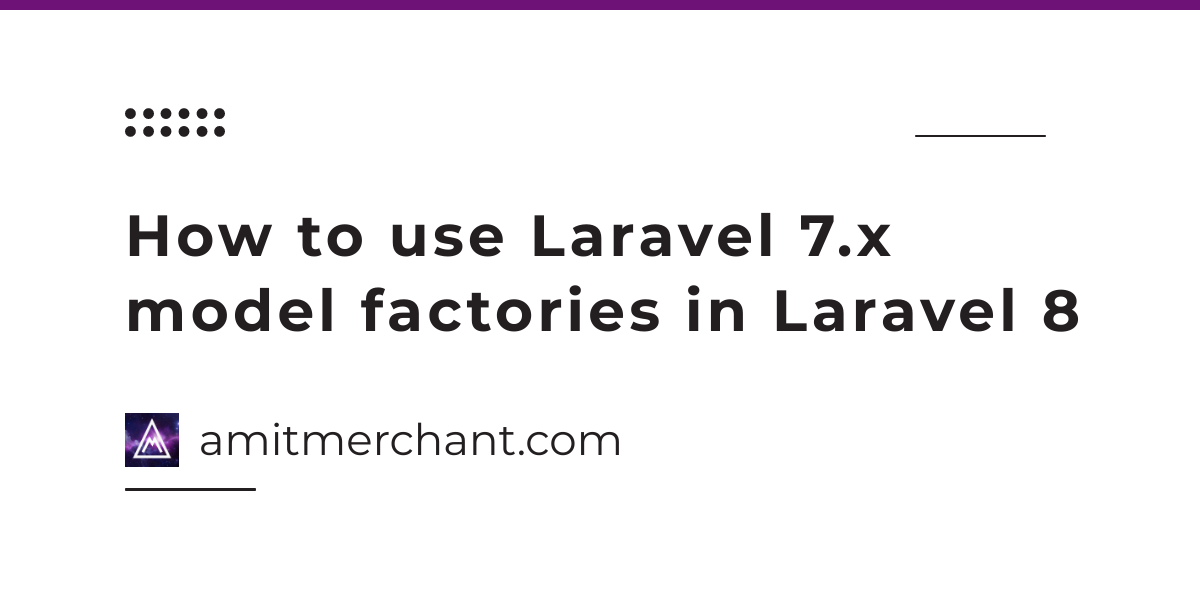 How to use Laravel 7.x
model factories in Laravel 8
amitmerchant.com